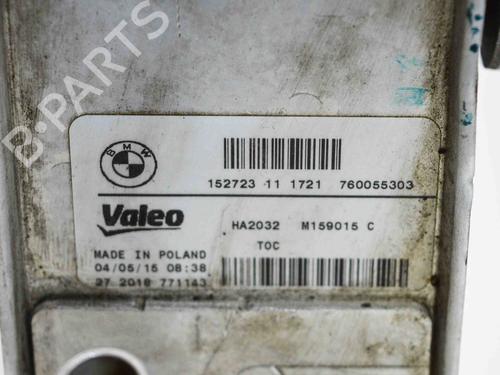 B-PARTS
BMW
152723 11 1721 760055303
Valeo
HA2032 M159015 C
TOC
MADE IN POLAND
04/05/15 08:38
27 2018 771143